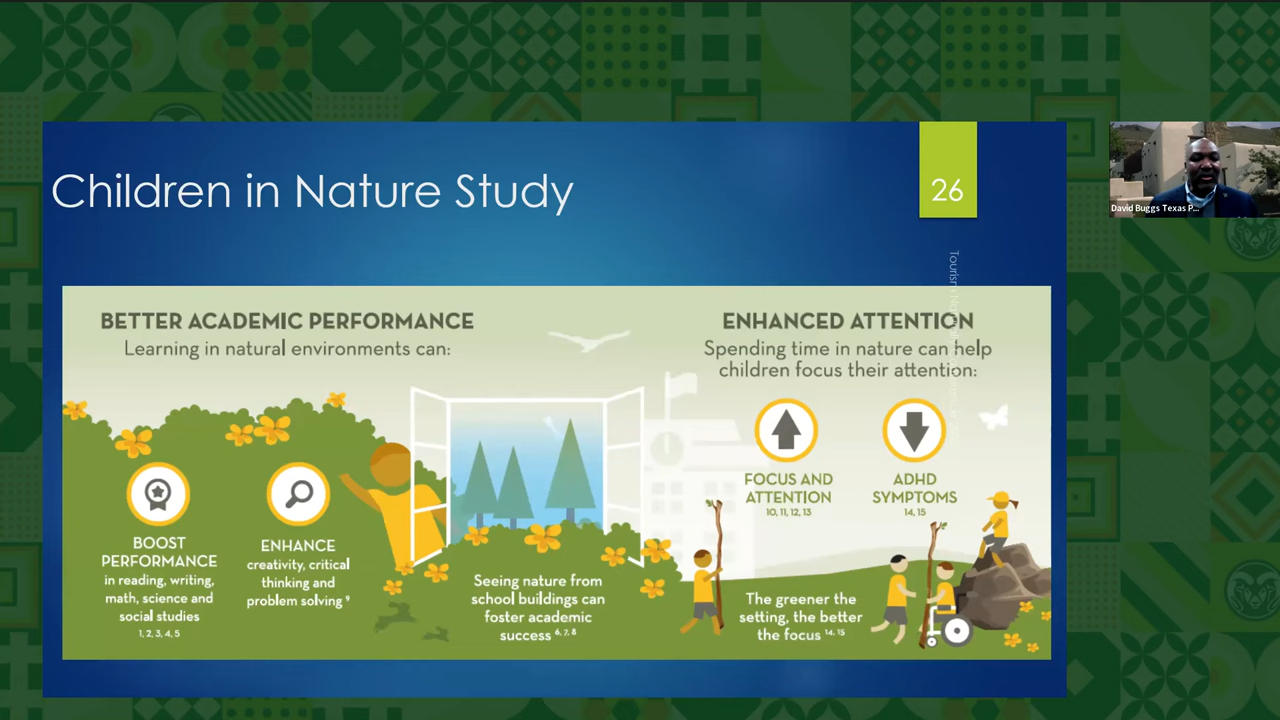 Children in Nature Study
26
David Buggs Texas P...
BETTER ACADEMIC PERFORMANCE
Learning in natural environments can:
BOOST
PERFORMANCE
in reading, writing,
math, science and
social studies
1, 2, 3, 4, 5
ENHANCE
creativity, critical
thinking and
problem solving 9
Seeing nature from
school buildings can
foster academic
success 6, 7, 8
ENHANCED ATTENTION
Spending time in nature can help
children focus their attention:
FOCUS AND
ATTENTION
10, 11, 12, 13
ADHD
SYMPTOMS
14, 15
The greener the
setting, the better
the focus 14, 15